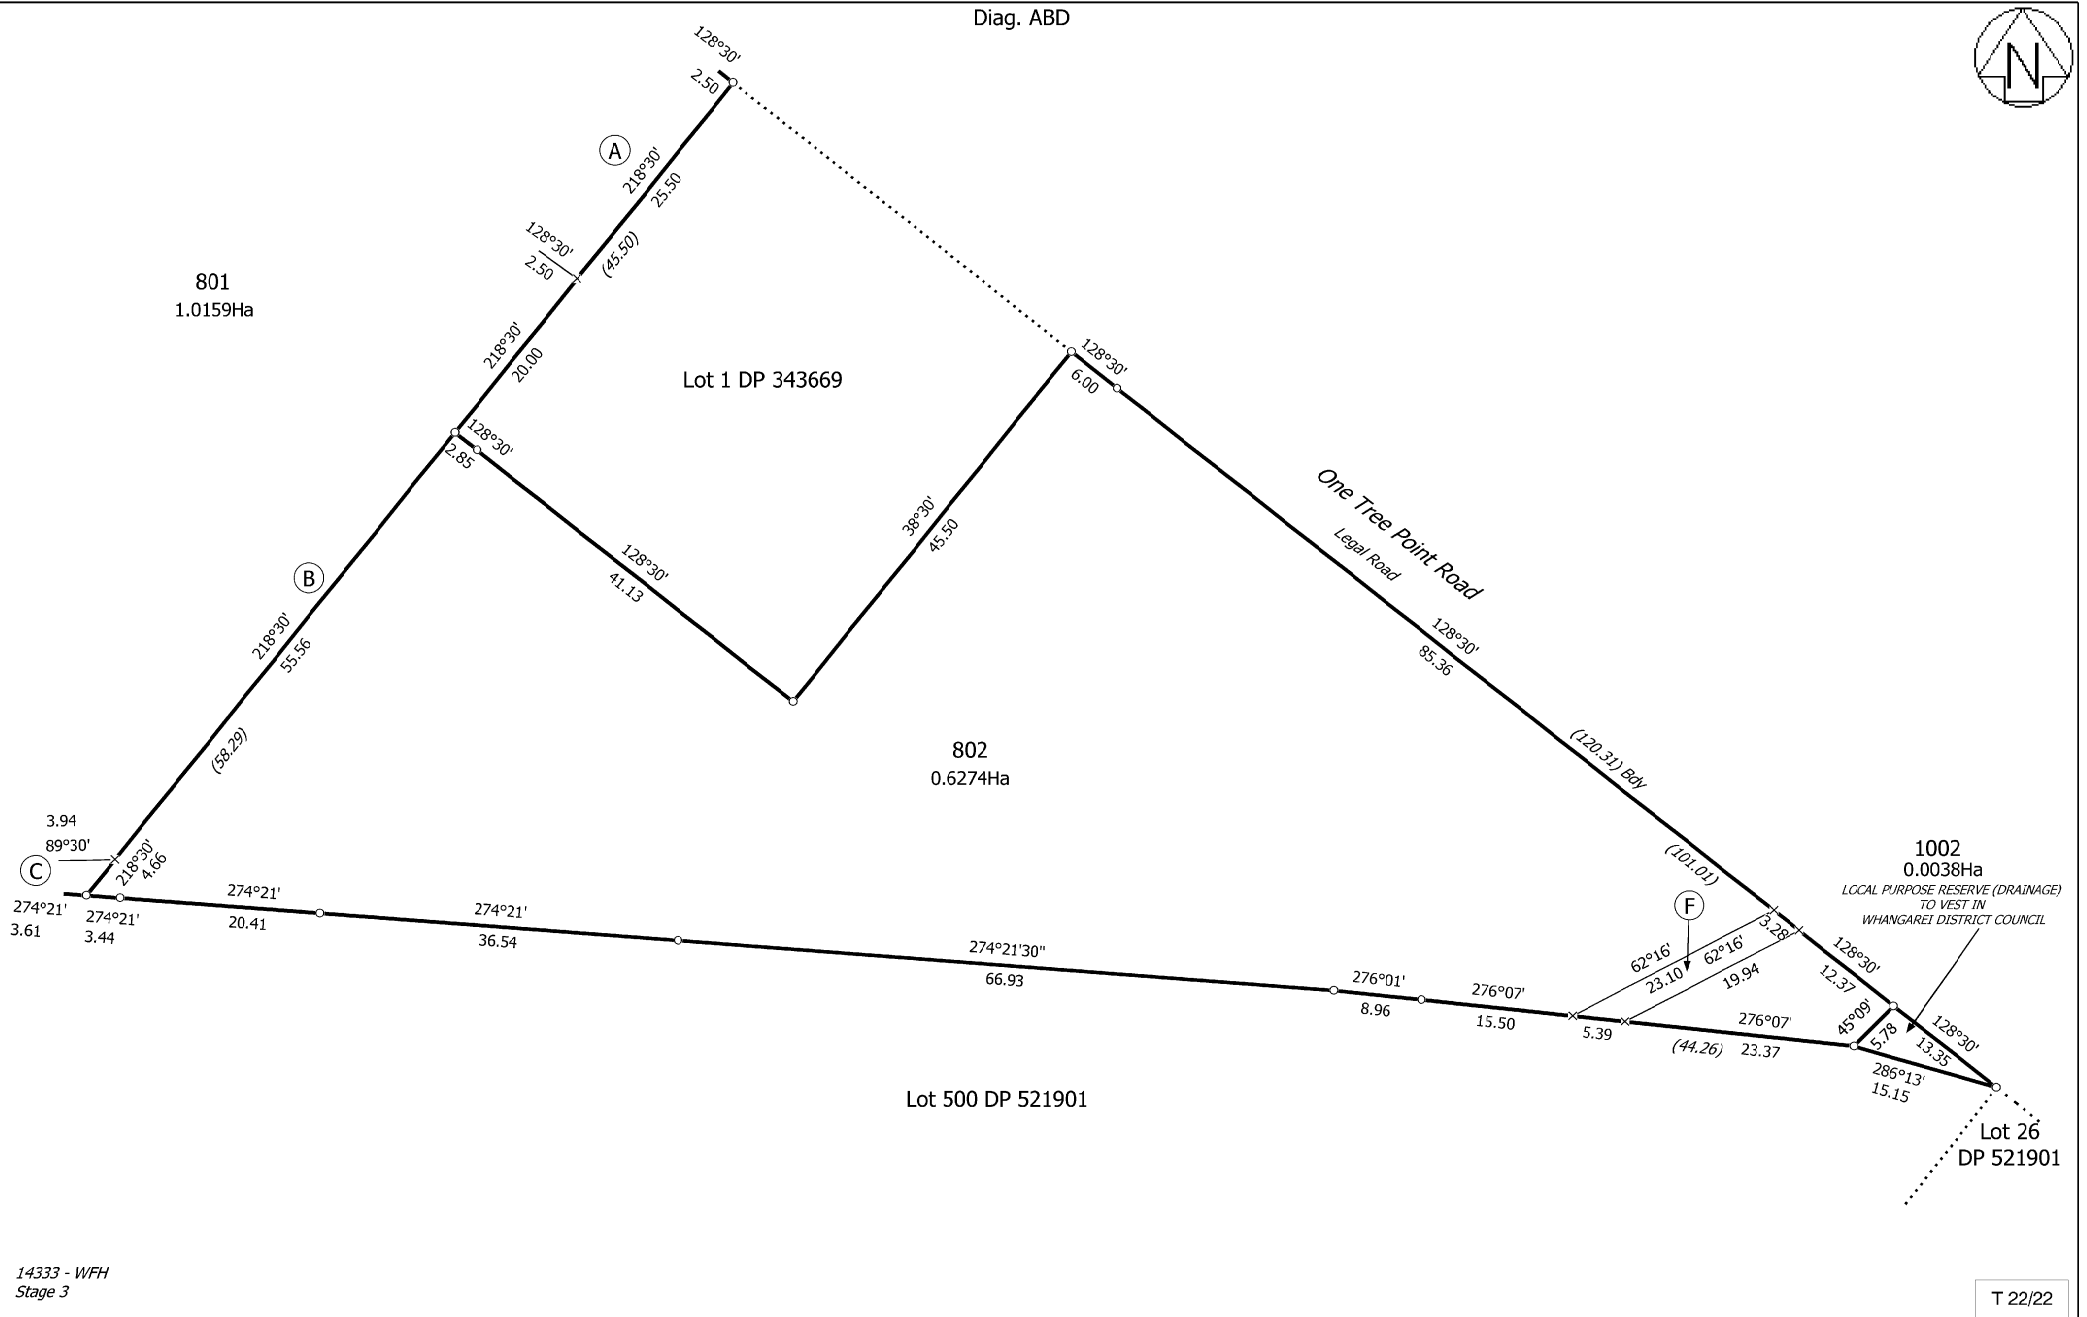 Diag. ABD
N
128°30'
2.50
A
218°30'
25.50
(45.50)
128°30'
2.50
801
1.0159Ha
218°30'
20.00
Lot 1 DP 343669
128°30'
6.00
128°30'
2.85
One Tree Point Road
Legal Road
38°30'
45.50
128°30'
41.13
B
218°30'
55.56
128°30'
85.36
(58.29)
802
0.6274Ha
(120.31) Bdy
(101.01)
3.94
89°30'
C
218°30'
4.66
1002
0.0038Ha
LOCAL PURPOSE RESERVE (DRAINAGE)
TO VEST IN
WHANGAREI DISTRICT COUNCIL
274°21'
3.61
274°21'
3.44
274°21'
20.41
274°21'
36.54
274°21'30"
66.93
276°01'
8.96
276°07'
15.50
F
62°16'
23.10
3.28
62°16'
19.94
128°30'
12.37
5.39
(44.26)
276°07'
23.37
45°09'
5.78
128°30'
13.35
286°13'
15.15
Lot 500 DP 521901
Lot 26
DP 521901
14333 - WFH
Stage 3
T 22/22